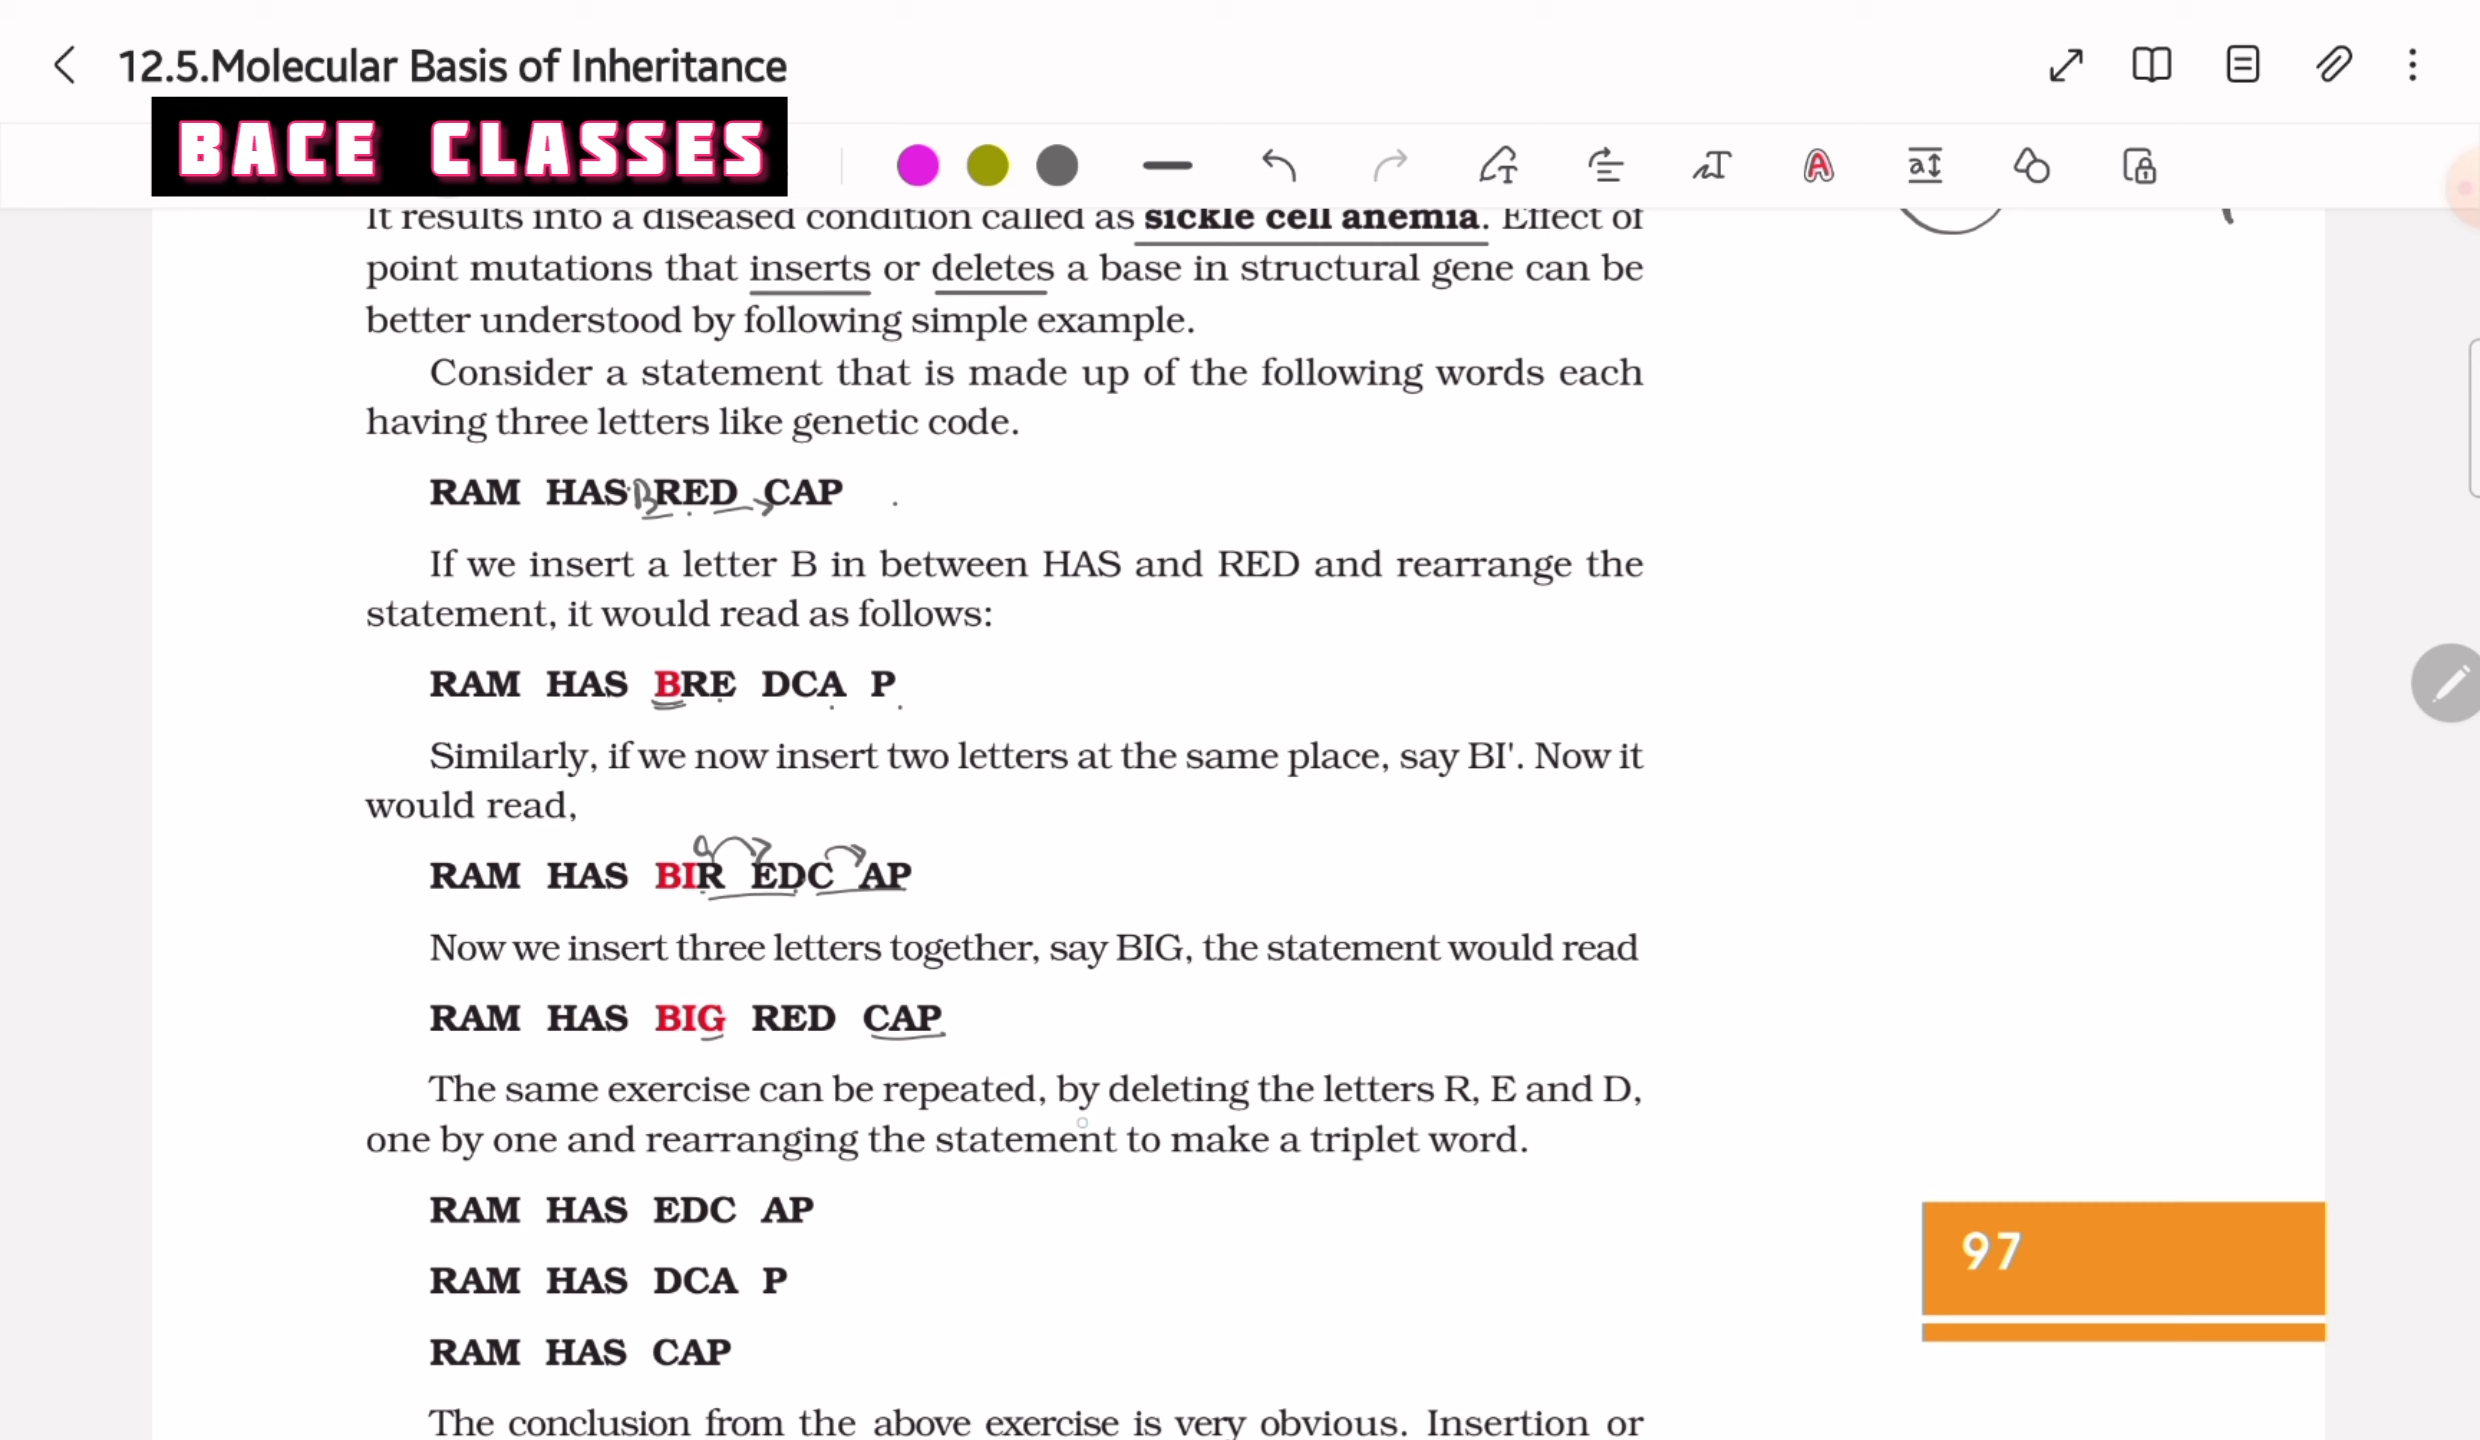 12.5.Molecular Basis of Inheritance
BACE CLASSES
It results into a diseased condition called as sickle cell anemia. Effect of
point mutations that inserts or deletes a base in structural gene can be
better understood by following simple example.
Consider a statement that is made up of the following words each
having three letters like genetic code.
RAM HAS B RED CAP
If we insert a letter B in between HAS and RED and rearrange the
statement, it would read as follows:
RAM HAS BRE DCA P
Similarly, if we now insert two letters at the same place, say BI'. Now it
would read,
RAM HAS BIR EDC AP
Now we insert three letters together, say BIG, the statement would read
RAM HAS BIG RED CAP
The same exercise can be repeated, by deleting the letters R, E and D,
one by one and rearranging the statement to make a triplet word.
RAM HAS EDC AP
RAM HAS DCA P
RAM HAS CAP
97
The conclusion from the above exercise is very obvious. Insertion or